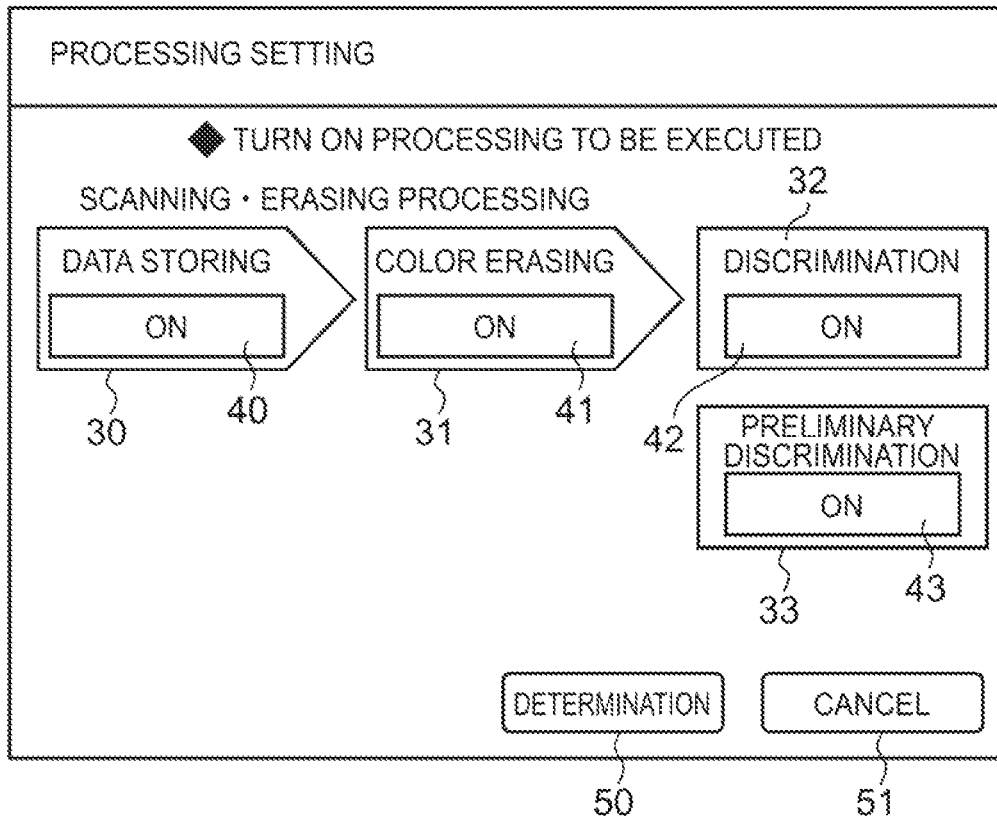 PROCESSING SETTING
◆ TURN ON PROCESSING TO BE EXECUTED
SCANNING・ERASING PROCESSING
32
DATA STORING
COLOR ERASING
DISCRIMINATION
ON
ON
ON
30
40
31
41
42
PRELIMINARY
DISCRIMINATION
ON
33
43
DETERMINATION
CANCEL
50
51